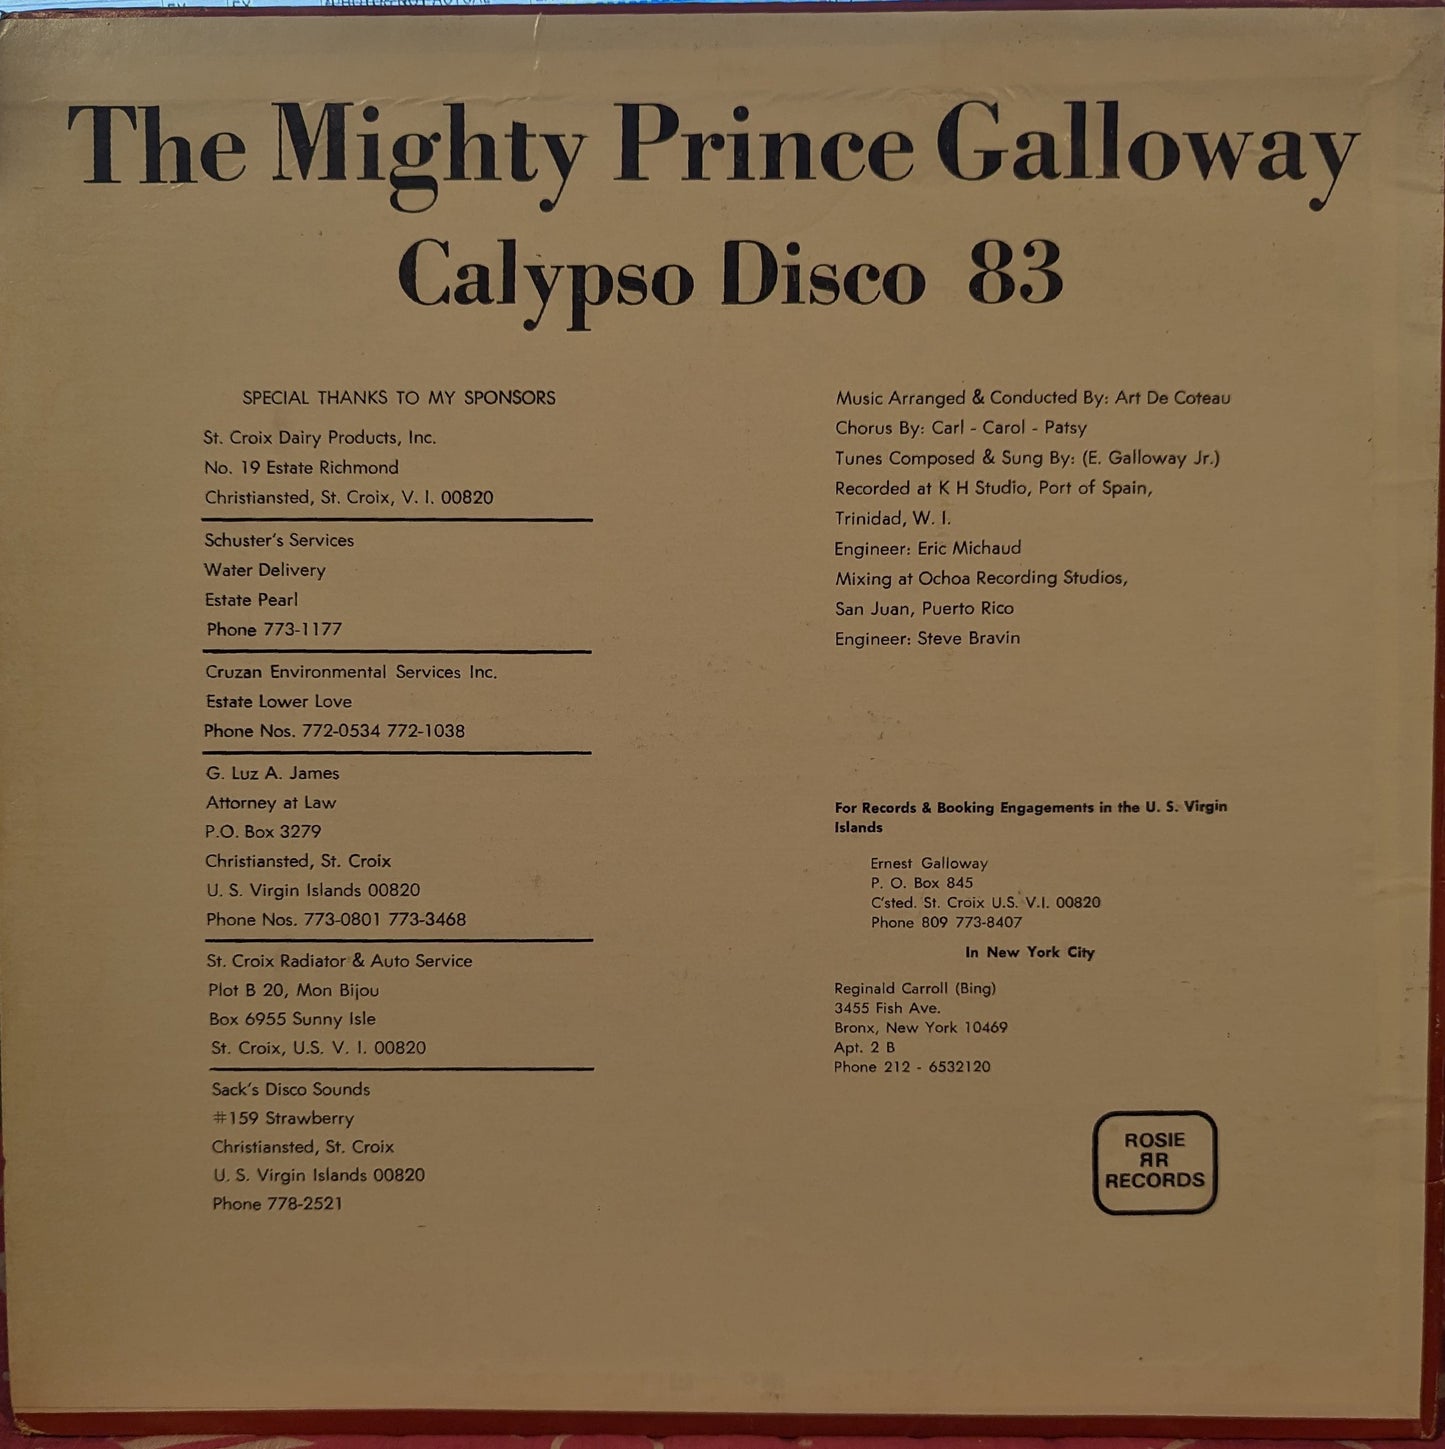 The Mighty Prince Galloway
Calypso Disco 83
SPECIAL THANKS TO MY SPONSORS
St. Croix Dairy Products, Inc.
No. 19 Estate Richmond
Christiansted, St. Croix, V. I. 00820
Schuster's Services
Water Delivery
Estate Pearl
Phone 773-1177
Cruzan Environmental Services Inc.
Estate Lower Love
Phone Nos. 772-0534 772-1038
G. Luz A. James
Attorney at Law
P.O. Box 3279
Christiansted, St. Croix
U. S. Virgin Islands 00820
Phone Nos. 773-0801 773-3468
St. Croix Radiator & Auto Service
Plot B 20, Mon Bijou
Box 6955 Sunny Isle
St. Croix, U.S. V. I. 00820
Sack's Disco Sounds
#159 Strawberry
Christiansted, St. Croix
U. S. Virgin Islands 00820
Phone 778-2521
Music Arranged & Conducted By: Art De Coteau
Chorus By: Carl - Carol - Patsy
Tunes Composed & Sung By: (E. Galloway Jr.)
Recorded at K H Studio, Port of Spain,
Trinidad, W. I.
Engineer: Eric Michaud
Mixing at Ochoa Recording Studios,
San Juan, Puerto Rico
Engineer: Steve Bravin
For Records & Booking Engagements in the U. S. Virgin
Islands
Ernest Galloway
P. O. Box 845
C'sted. St. Croix U.S. V.I. 00820
Phone 809 773-8407
In New York City
Reginald Carroll (Bing)
3455 Fish Ave.
Bronx, New York 10469
Apt. 2 B
Phone 212 - 6532120
ROSIE
RR
RECORDS